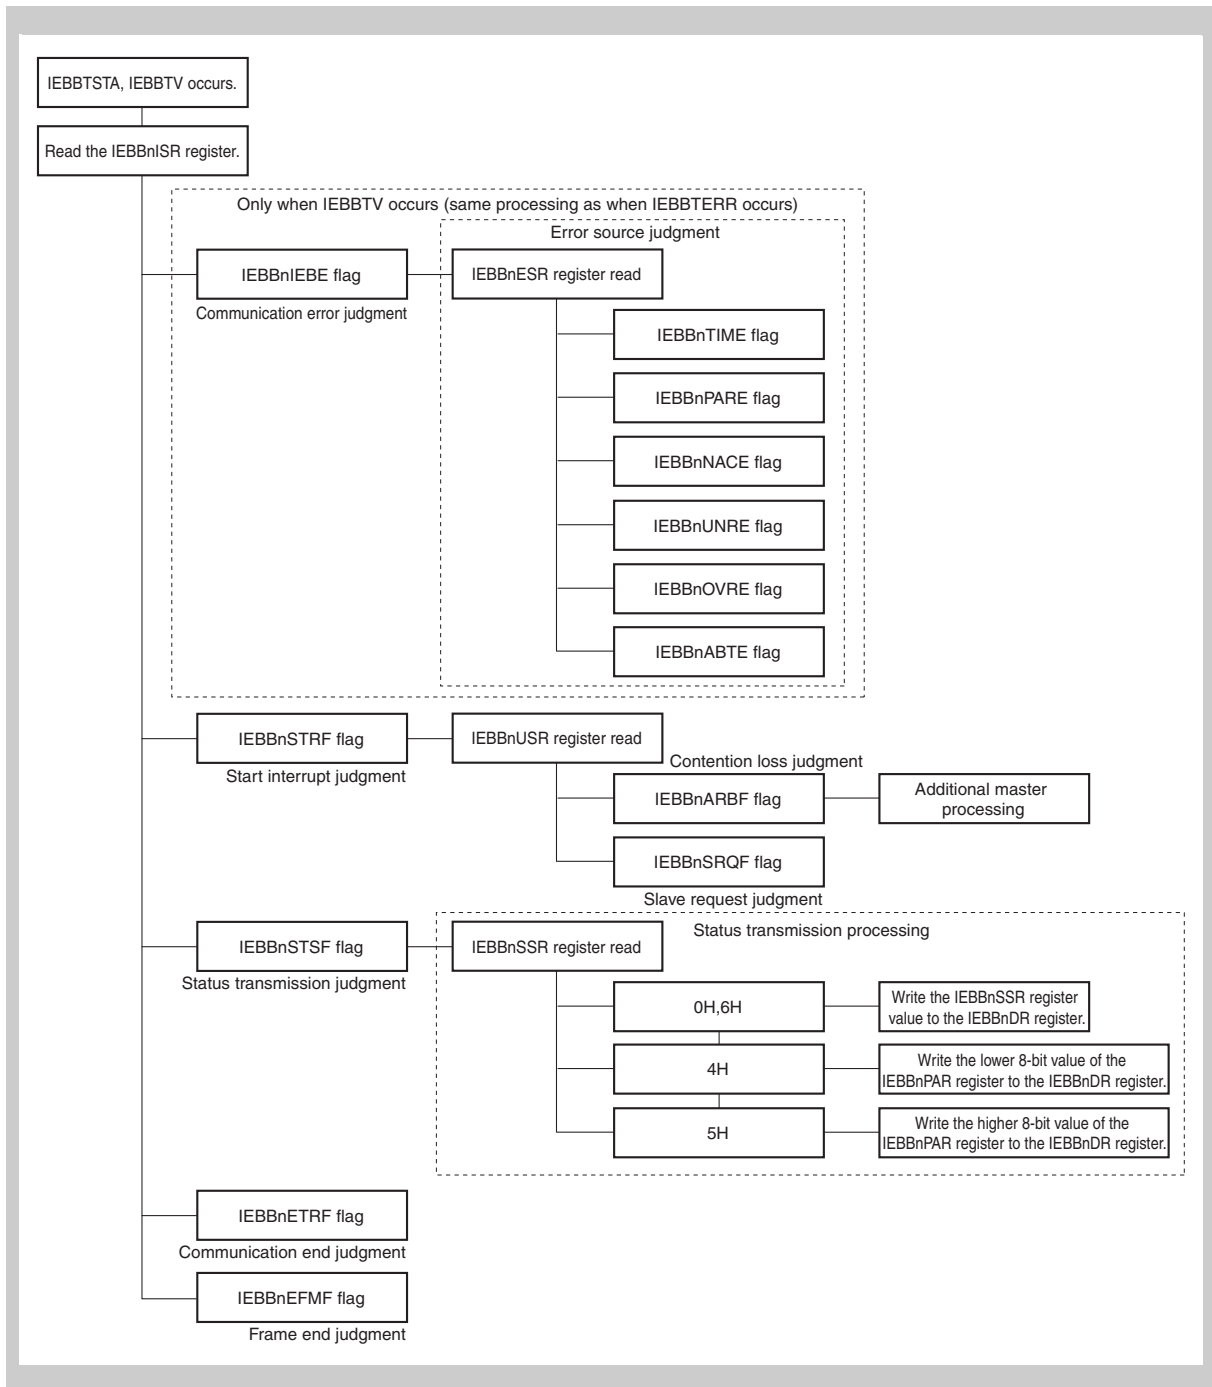 IEBBTSTA, IEBBTV occurs.
Read the IEBBnISR register.
Only when IEBBTV occurs (same processing as when IEBBTERR occurs)
Error source judgment
IEBBnIEBE flag
IEBBnESR register read
Communication error judgment
IEBBnTIME flag
IEBBnPARE flag
IEBBnNACE flag
IEBBnUNRE flag
IEBBnOVRE flag
IEBBnABTE flag
IEBBnSTRF flag
IEBBnUSR register read
Start interrupt judgment
Contention loss judgment
IEBBnARBF flag
Additional master
processing
IEBBnSRQF flag
Slave request judgment
Status transmission processing
IEBBnSTSF flag
IEBBnSSR register read
Status transmission judgment
0H,6H
Write the IEBBnSSR register
value to the IEBBnDR register.
4H
Write the lower 8-bit value of the
IEBBnPAR register to the IEBBnDR register.
5H
Write the higher 8-bit value of the
IEBBnPAR register to the IEBBnDR register.
IEBBnETRF flag
Communication end judgment
IEBBnEFMF flag
Frame end judgment